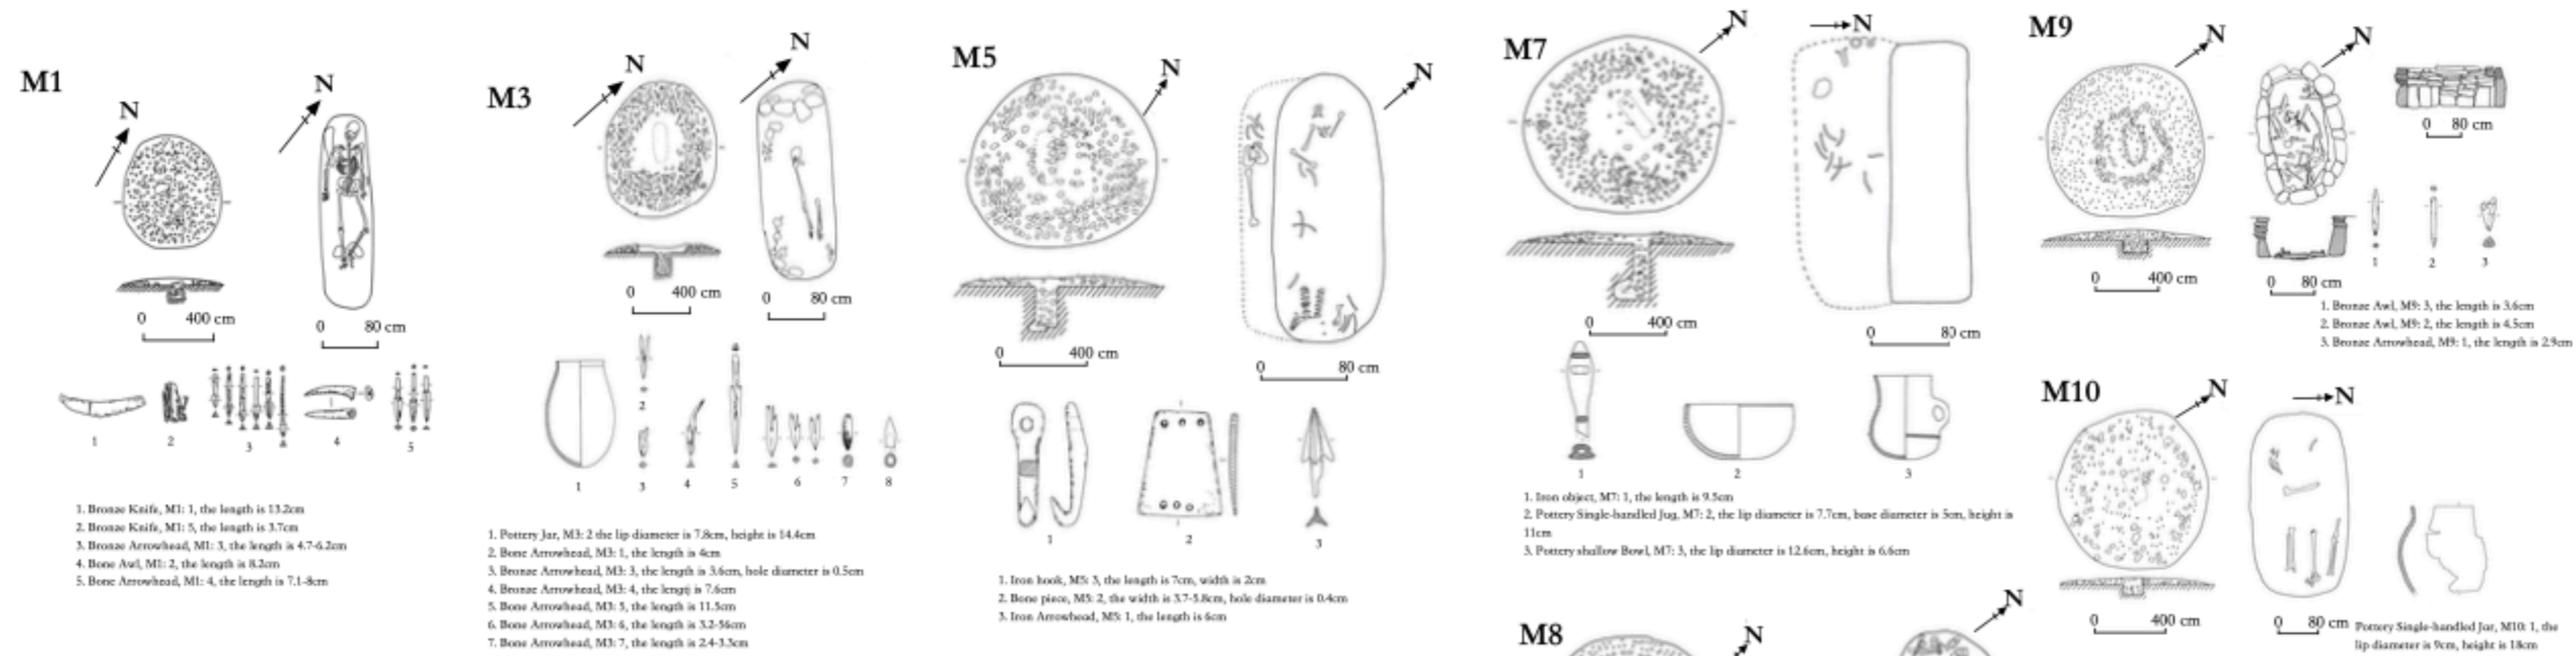 M1
N
N
0 400 cm
0 80 cm
1 2 3 4 5
1. Bronze Knife, M1: 1, the length is 13.2cm
2. Bronze Knife, M1: 5, the length is 3.7cm
3. Bronze Arrowhead, M1: 3, the length is 4.7-6.2cm
4. Bone Awl, M1: 2, the length is 8.2cm
5. Bone Arrowhead, M1: 4, the length is 7.1-8cm
M3
N
N
0 400 cm
0 80 cm
1 2 3 4 5 6 7 8
1. Pottery Jar, M3: 2 the lip diameter is 7.8cm, height is 14.4cm
2. Bone Arrowhead, M3: 1, the length is 4cm
3. Bronze Arrowhead, M3: 3, the length is 3.6cm, hole diameter is 0.5cm
4. Bronze Arrowhead, M3: 4, the lengtj is 7.6cm
5. Bone Arrowhead, M3: 5, the length is 11.5cm
6. Bone Arrowhead, M3: 6, the length is 3.2-56cm
7. Bone Arrowhead, M3: 7, the length is 2.4-3.3cm
M5
N
N
0 400 cm
0 80 cm
1 2 3
1. Iron hook, M5: 3, the length is 7cm, width is 2cm
2. Bone piece, M5: 2, the width is 3.7-5.8cm, hole diameter is 0.4cm
3. Iron Arrowhead, M5: 1, the length is 6cm
M7
N
N
0 400 cm
0 80 cm
1 2 3
1. Iron object, M7: 1, the length is 9.5cm
2. Pottery Single-handled Jug, M7: 2, the lip diameter is 7.7cm, base diameter is 5cm, height is
11cm
3. Pottery shallow Bowl, M7: 3, the lip diameter is 12.6cm, height is 6.6cm
M8
N
N
M9
N
N
0 80 cm
0 400 cm
0 80 cm
1 2 3
1. Bronze Awl, M9: 3, the length is 3.6cm
2. Bronze Awl, M9: 2, the length is 4.5cm
3. Bronze Arrowhead, M9: 1, the length is 2.9cm
M10
N
N
0 400 cm
0 80 cm
Pottery Single-handled Jar, M10: 1, the
lip diameter is 9cm, height is 18cm